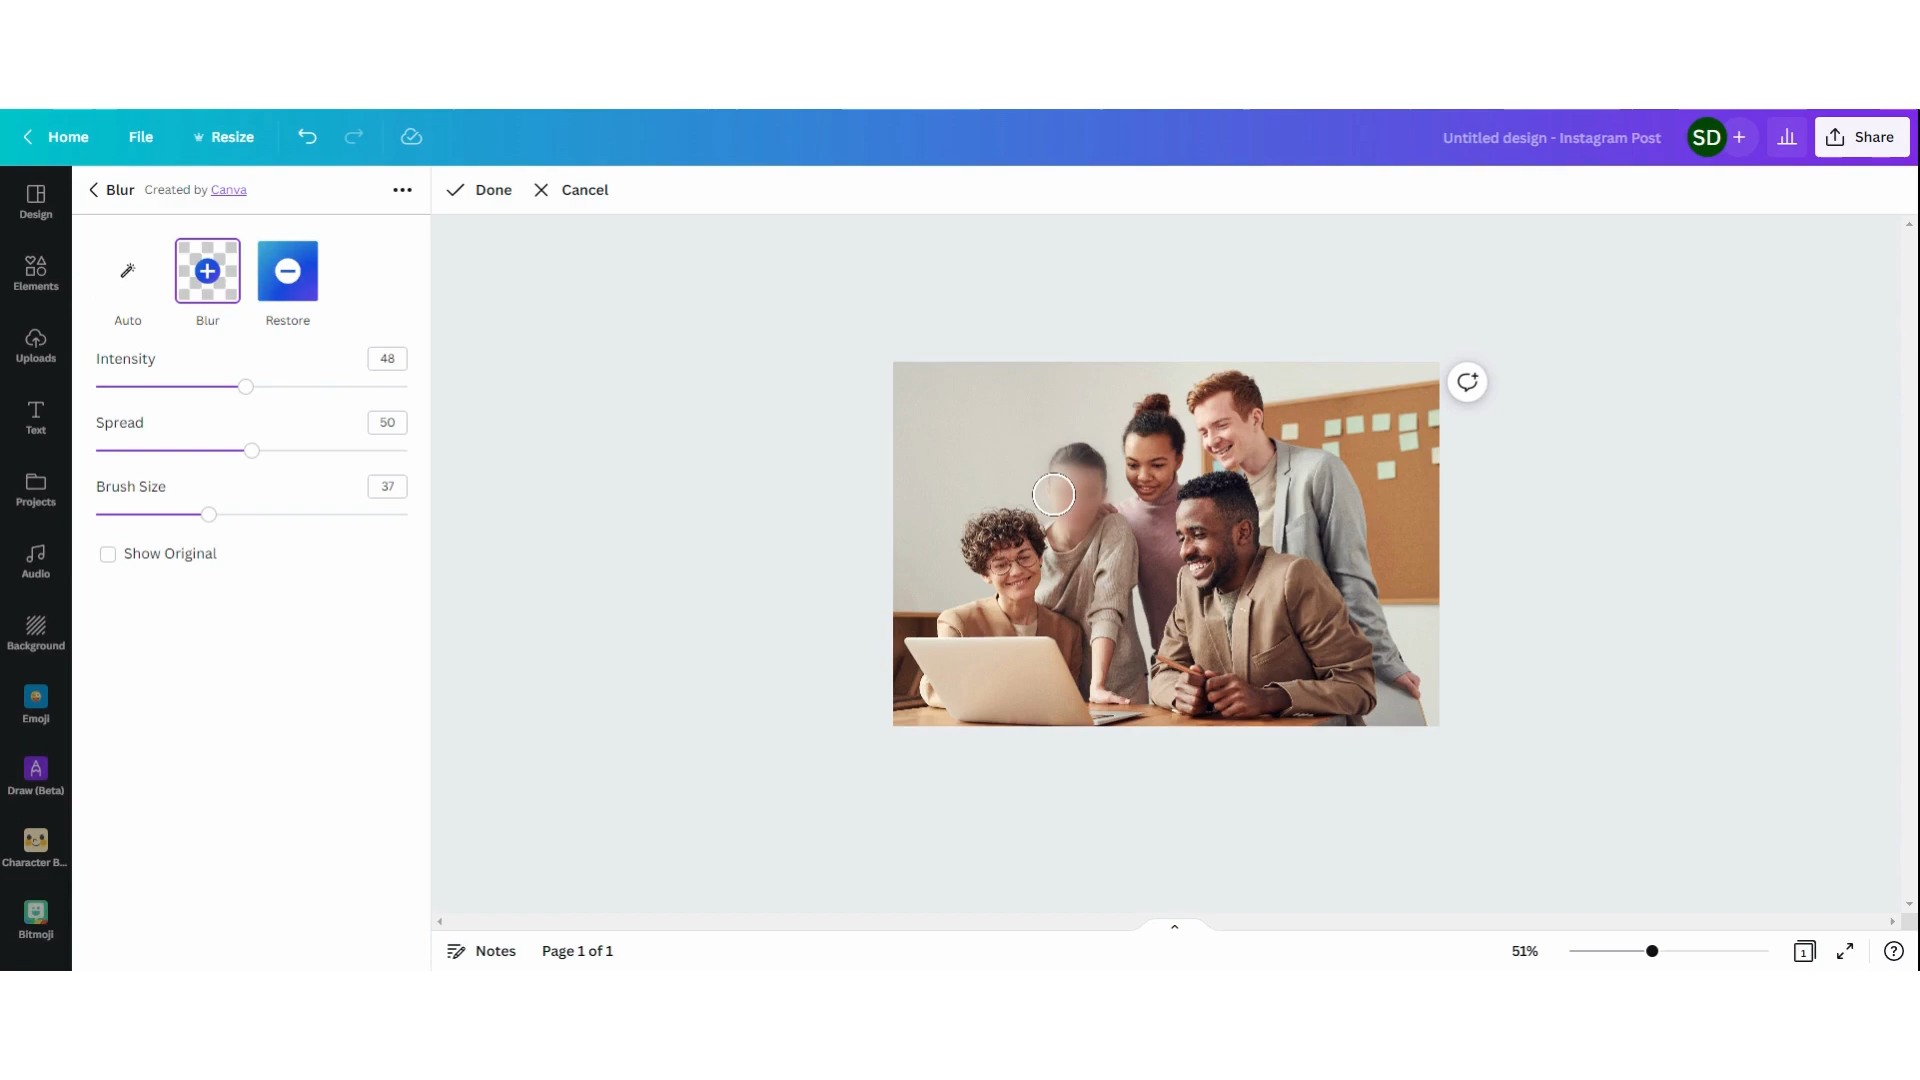 Home File Resize Untitled design - Instagram Post SD + Share
Blur Created by Canva ••• Done Cancel
Design
Elements
Uploads
Text
Projects
Audio
Background
Emoji
Draw (Beta)
Character B...
Bitmoji
Auto Blur Restore
Intensity 48
Spread 50
Brush Size 37
Show Original
Notes Page 1 of 1 51% 1 ?